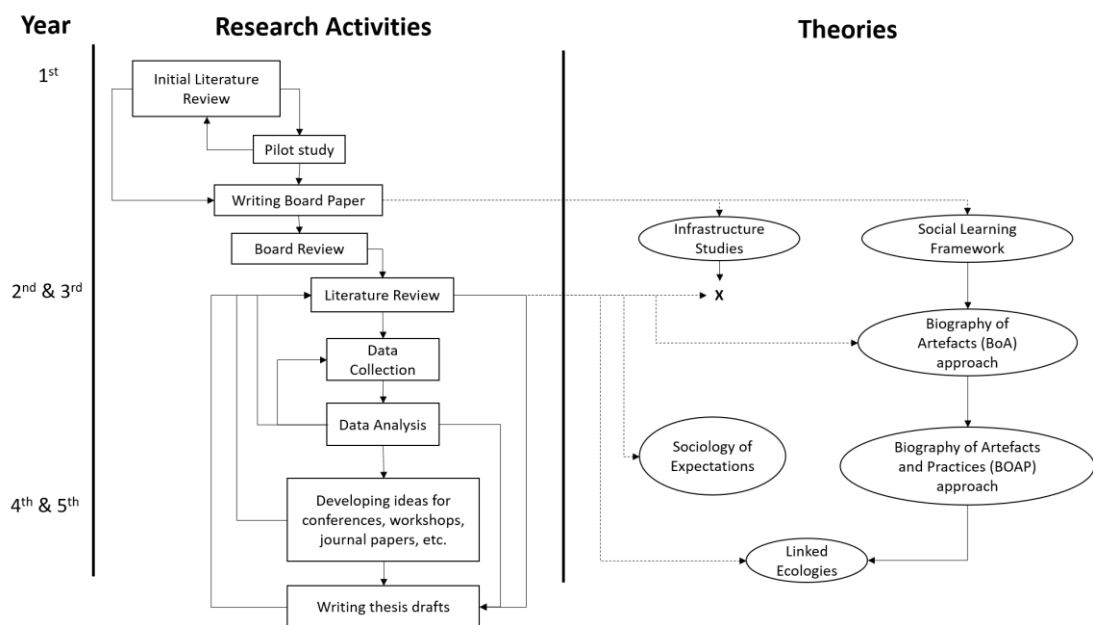 Year
Research Activities
Theories
1st
Initial Literature
Review
Pilot study
Writing Board Paper
Board Review
Infrastructure
Studies
Social Learning
Framework
2nd & 3rd
Literature Review
X
Data
Collection
Biography of
Artefacts (BoA)
approach
Data Analysis
Sociology of
Expectations
Biography of Artefacts
and Practices (BOAP)
approach
4th & 5th
Developing ideas for
conferences, workshops,
journal papers, etc.
Linked
Ecologies
Writing thesis drafts